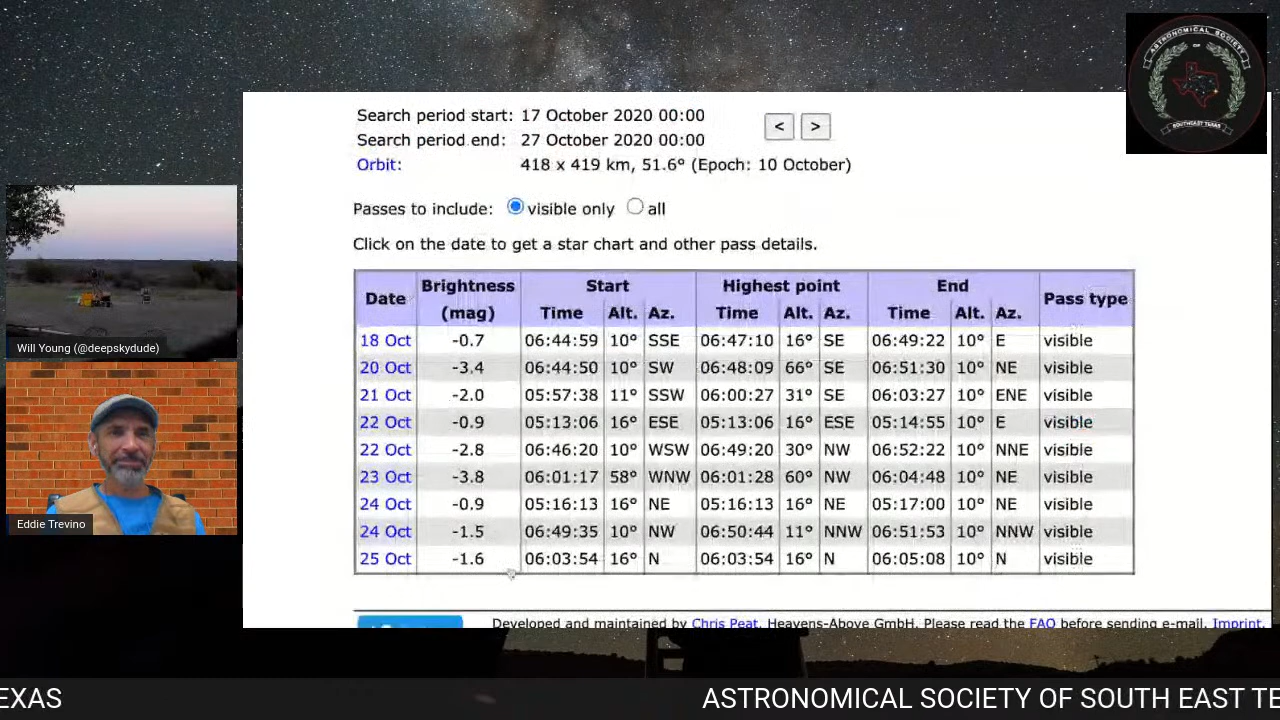 ASTRONOMICAL SOCIETY
OF
SOUTHEAST TEXAS
Search period start: 17 October 2020 00:00
< >
Search period end: 27 October 2020 00:00
Orbit: 418 x 419 km, 51.6° (Epoch: 10 October)
Passes to include: visible only all
Click on the date to get a star chart and other pass details.
Date Brightness (mag) Start Highest point End Pass type
Time Alt. Az. Time Alt. Az. Time Alt. Az.
18 Oct -0.7 06:44:59 10° SSE 06:47:10 16° SE 06:49:22 10° E visible
20 Oct -3.4 06:44:50 10° SW 06:48:09 66° SE 06:51:30 10° NE visible
21 Oct -2.0 05:57:38 11° SSW 06:00:27 31° SE 06:03:27 10° ENE visible
22 Oct -0.9 05:13:06 16° ESE 05:13:06 16° ESE 05:14:55 10° E visible
22 Oct -2.8 06:46:20 10° WSW 06:49:20 30° NW 06:52:22 10° NNE visible
23 Oct -3.8 06:01:17 58° WNW 06:01:28 60° NW 06:04:48 10° NE visible
24 Oct -0.9 05:16:13 16° NE 05:16:13 16° NE 05:17:00 10° NE visible
24 Oct -1.5 06:49:35 10° NW 06:50:44 11° NNW 06:51:53 10° NNW visible
25 Oct -1.6 06:03:54 16° N 06:03:54 16° N 06:05:08 10° N visible
Developed and maintained by Chris Peat, Heavens-Above GmbH. Please read the FAQ before sending e-mail. Imprint.
Will Young (@deepskydude)
Eddie Trevino
EXAS ASTRONOMICAL SOCIETY OF SOUTH EAST TE